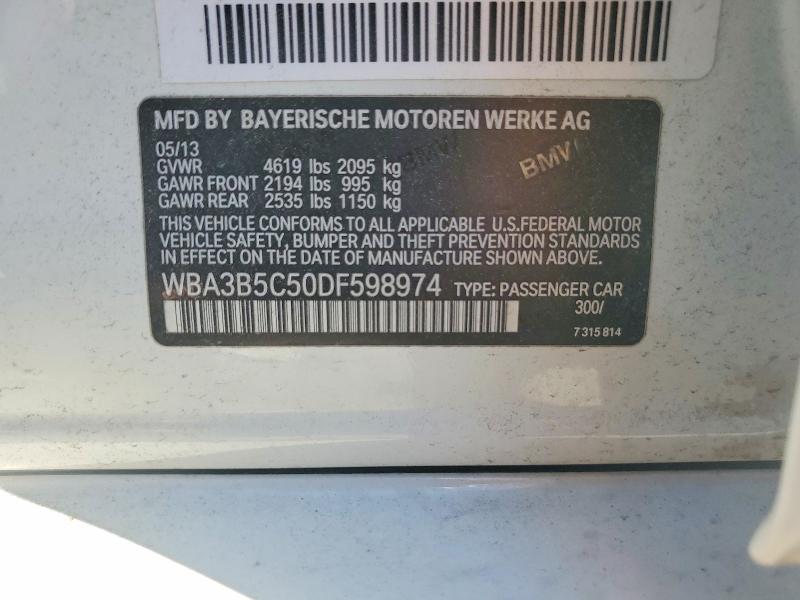 MFD BY BAYERISCHE MOTOREN WERKE AG
05/13
GVWR 4619 lbs 2095 kg
GAWR FRONT 2194 lbs 995 kg
GAWR REAR 2535 lbs 1150 kg
BMW
BMW
THIS VEHICLE CONFORMS TO ALL APPLICABLE U.S.FEDERAL MOTOR
VEHICLE SAFETY, BUMPER AND THEFT PREVENTION STANDARDS
IN EFFECT ON THE DATE OF MANUFACTURE SHOWN ABOVE.
WBA3B5C50DF598974 TYPE: PASSENGER CAR
300/
7 315 814